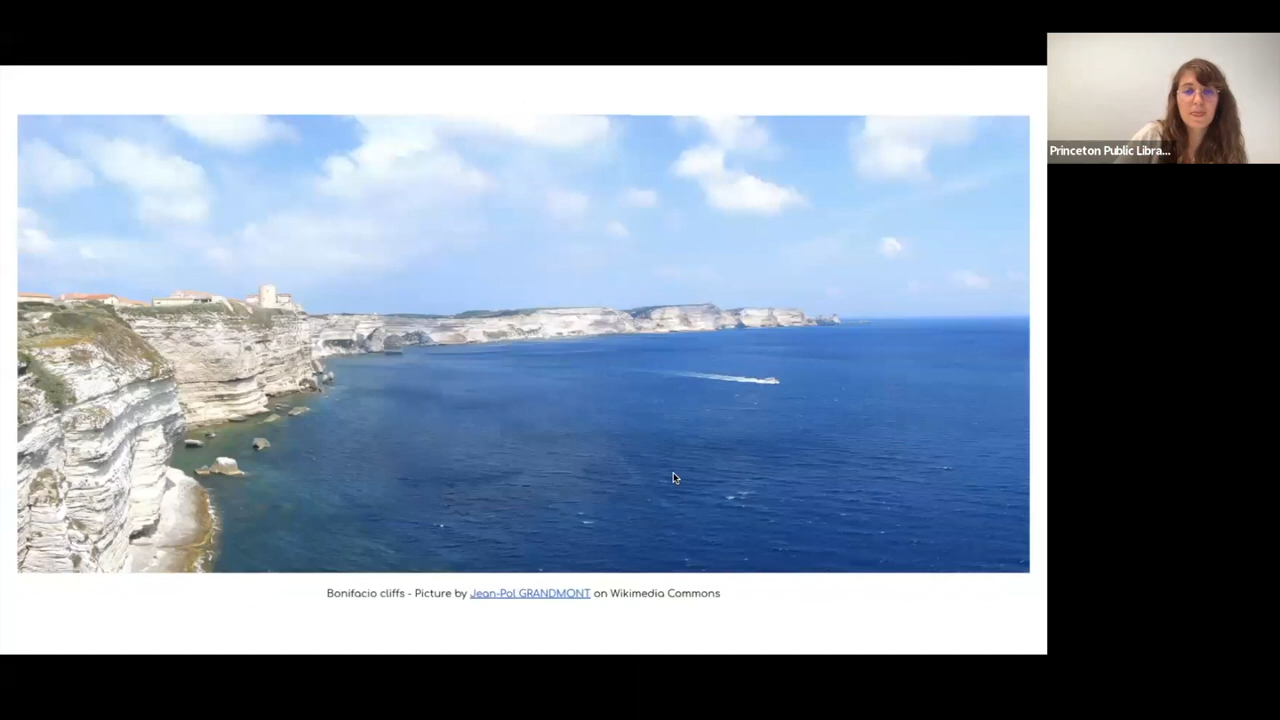 Princeton Public Libra...
Bonifacio cliffs - Picture by Jean-Pol GRANDMONT on Wikimedia Commons